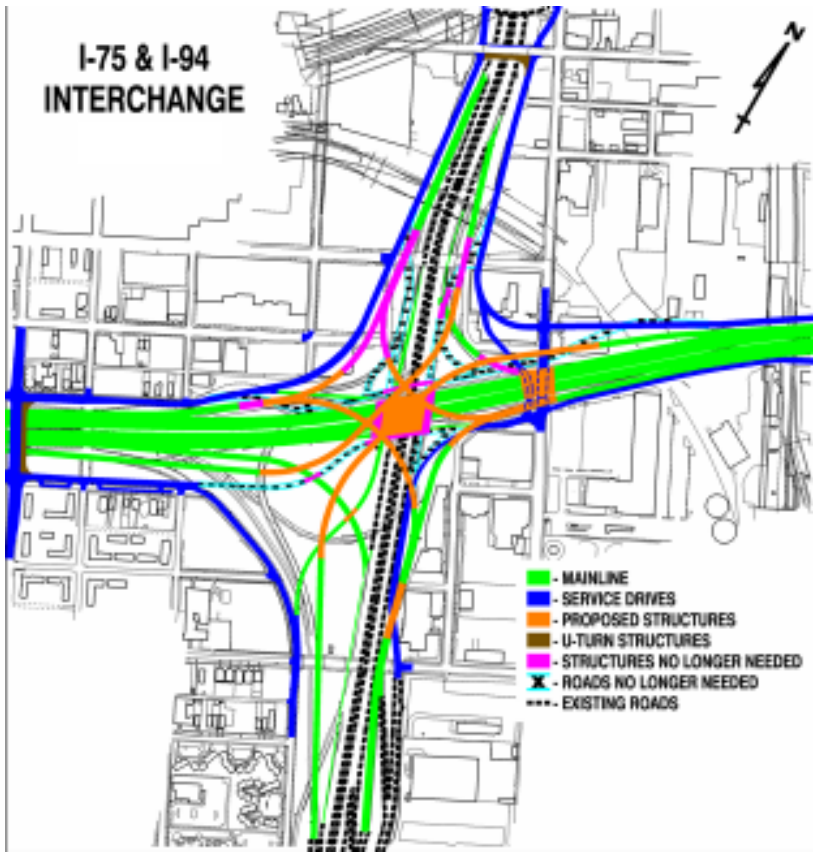 I-75 & I-94
INTERCHANGE
N
- MAINLINE
- SERVICE DRIVES
- PROPOSED STRUCTURES
- U-TURN STRUCTURES
- STRUCTURES NO LONGER NEEDED
- ROADS NO LONGER NEEDED
- EXISTING ROADS